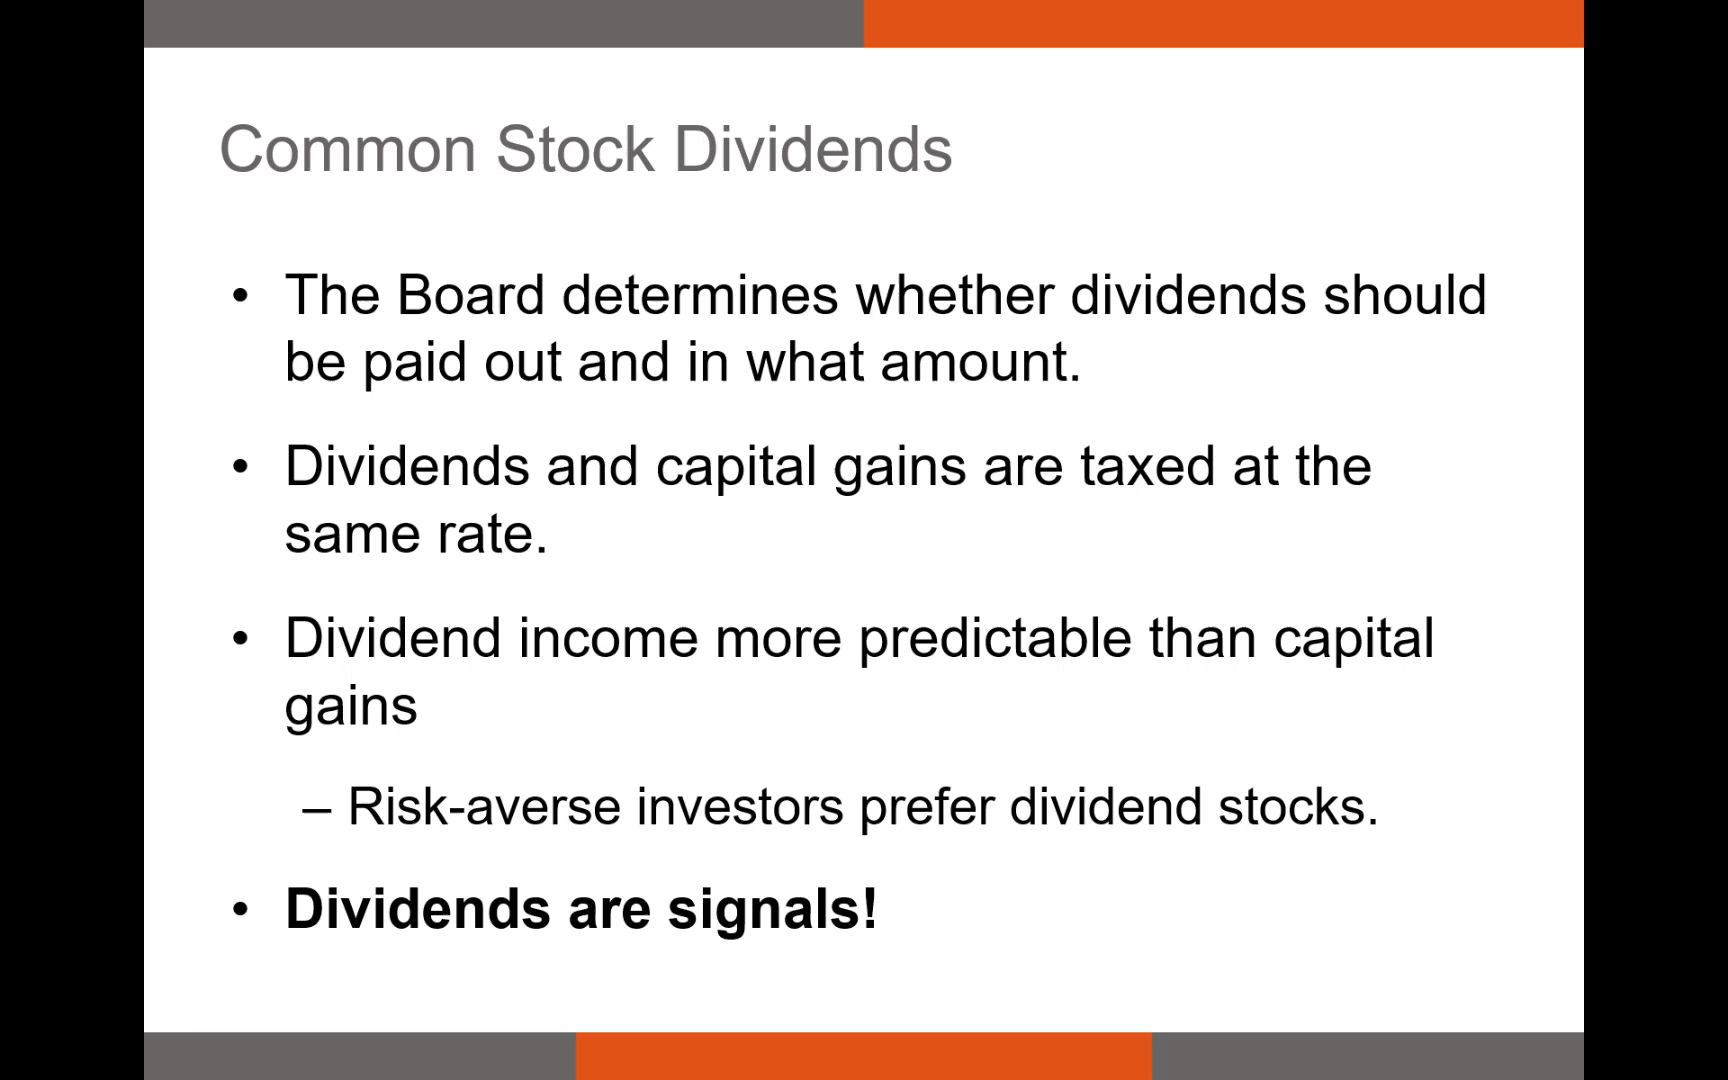 Common Stock Dividends
• The Board determines whether dividends should
be paid out and in what amount.
• Dividends and capital gains are taxed at the
same rate.
• Dividend income more predictable than capital
gains
– Risk-averse investors prefer dividend stocks.
• Dividends are signals!